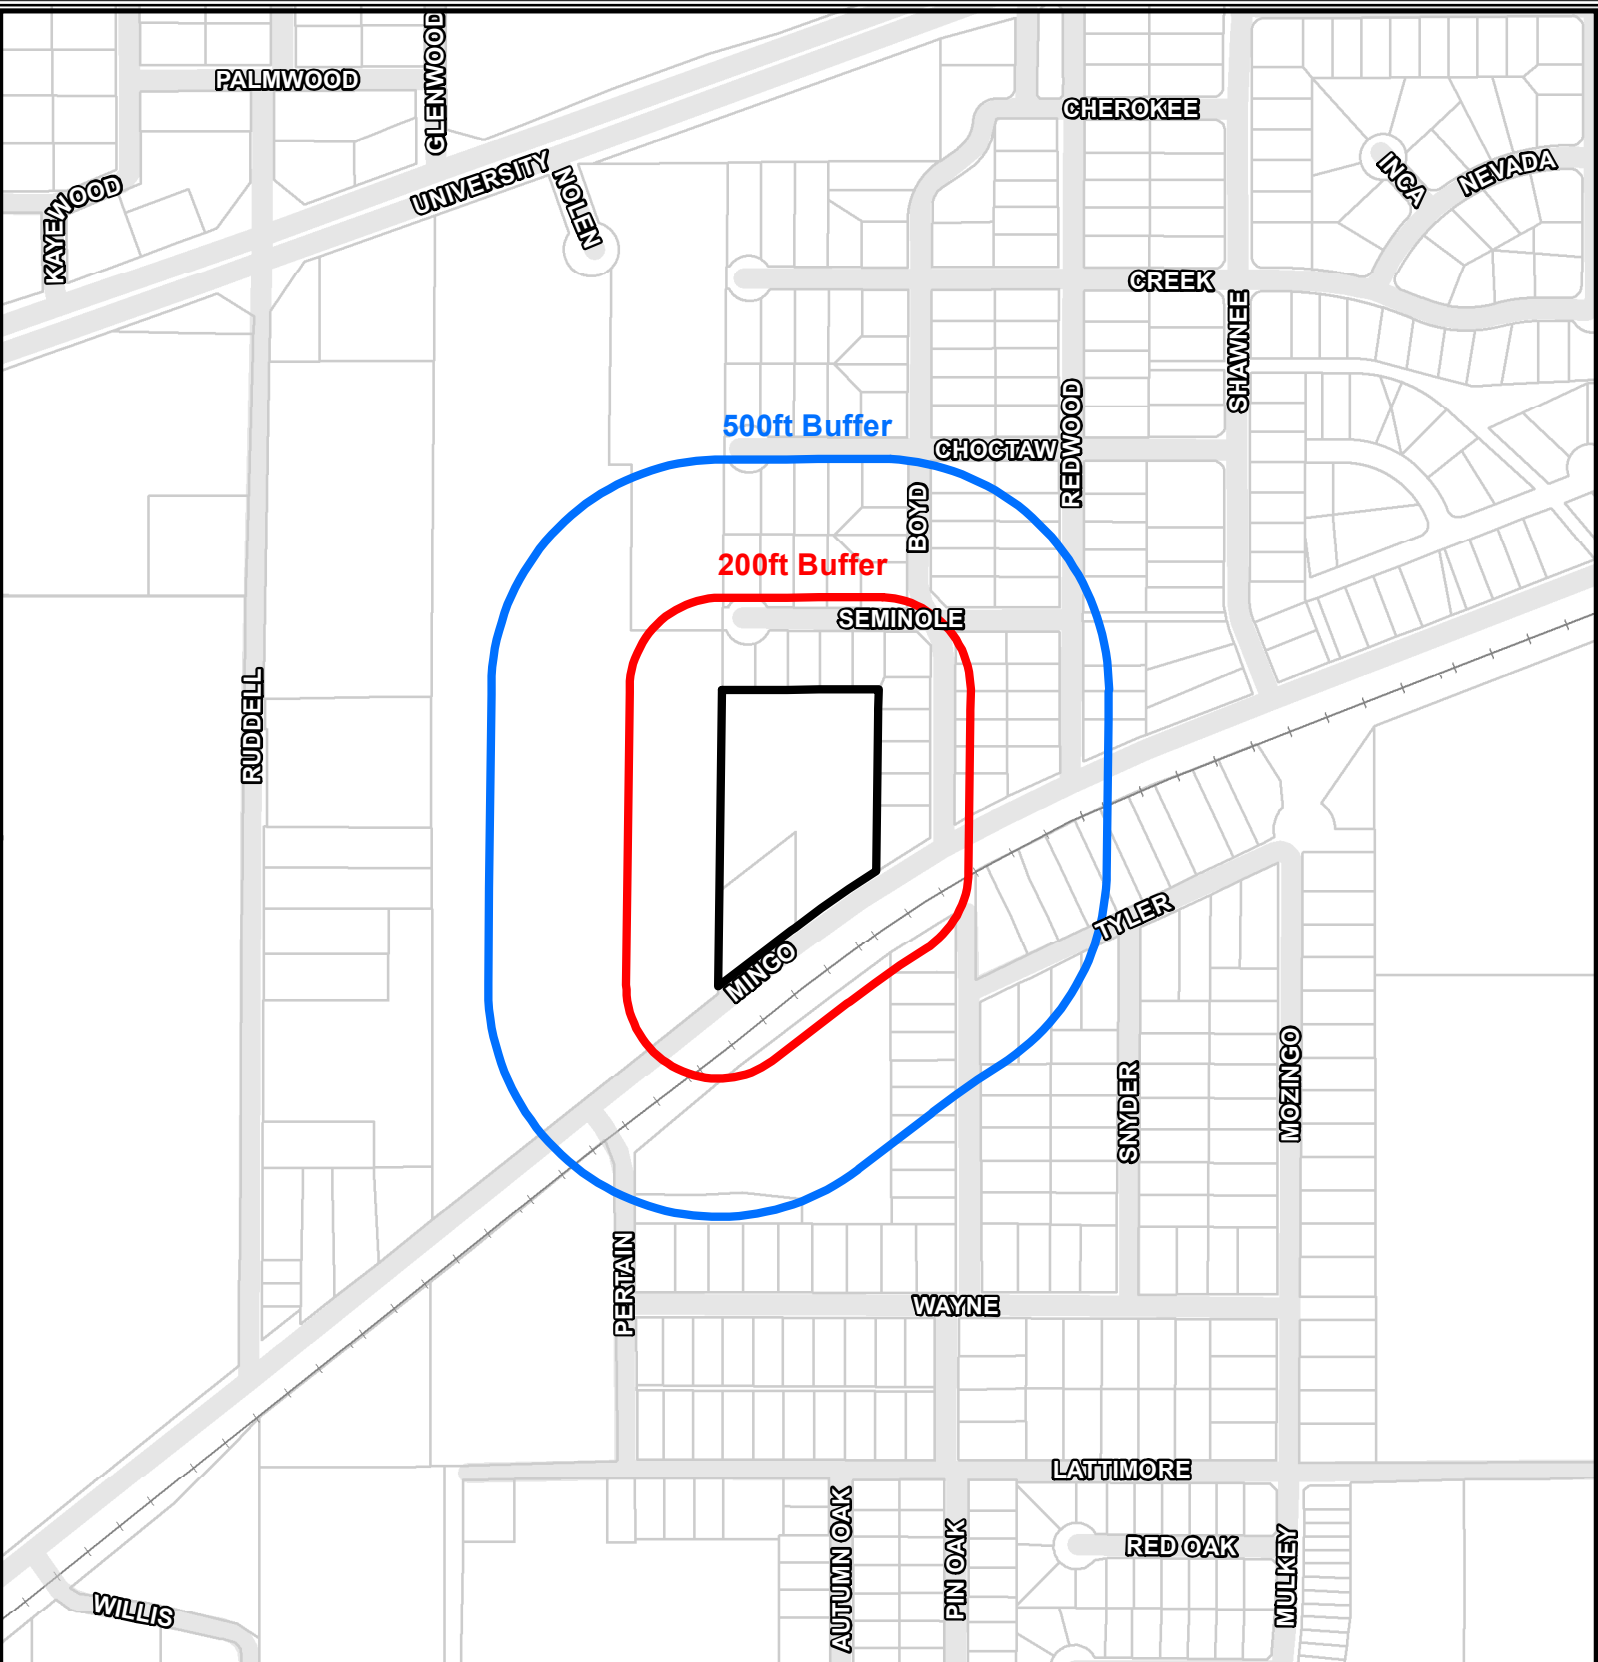 GLENWOOD
PALMWOOD
CHEROKEE
UNIVERSITY
NOLEN
INCA
NEVADA
KAYEWOOD
CREEK
SHAWNEE
500ft Buffer
REDWOOD
CHOCTAW
BOYD
200ft Buffer
SEMINOLE
RUDDELL
TYLER
MINGO
SNYDER
MOZINGO
PERTAIN
WAYNE
LATTIMORE
AUTUMN OAK
PIN OAK
RED OAK
MULKEY
WILLIS